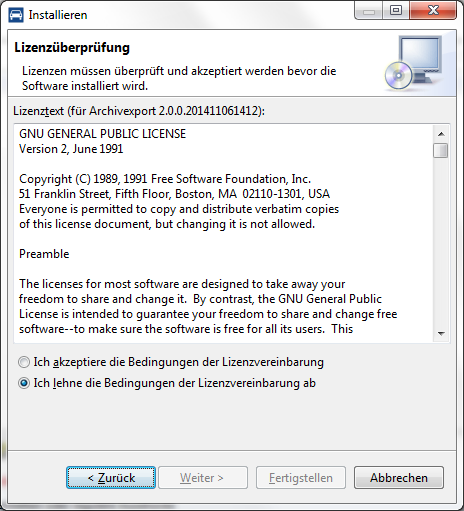 Installieren
Lizenzüberprüfung
Lizenzen müssen überprüft und akzeptiert werden bevor die
Software installiert wird.
Lizenztext (für Archivexport 2.0.0.201411061412):
GNU GENERAL PUBLIC LICENSE
Version 2, June 1991
Copyright (C) 1989, 1991 Free Software Foundation, Inc.
51 Franklin Street, Fifth Floor, Boston, MA  02110-1301, USA
Everyone is permitted to copy and distribute verbatim copies
of this license document, but changing it is not allowed.
Preamble
The licenses for most software are designed to take away your
freedom to share and change it.  By contrast, the GNU General Public
License is intended to guarantee your freedom to share and change free
software--to make sure the software is free for all its users.  This
Ich akzeptiere die Bedingungen der Lizenzvereinbarung
Ich lehne die Bedingungen der Lizenzvereinbarung ab
< Zurück Weiter > Fertigstellen Abbrechen